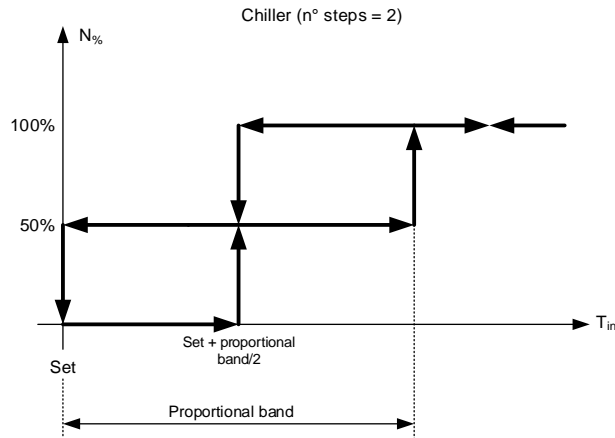 Chiller (n° steps = 2)
N%
100%
50%
Tin
Set + proportional
band/2
Set
Proportional band